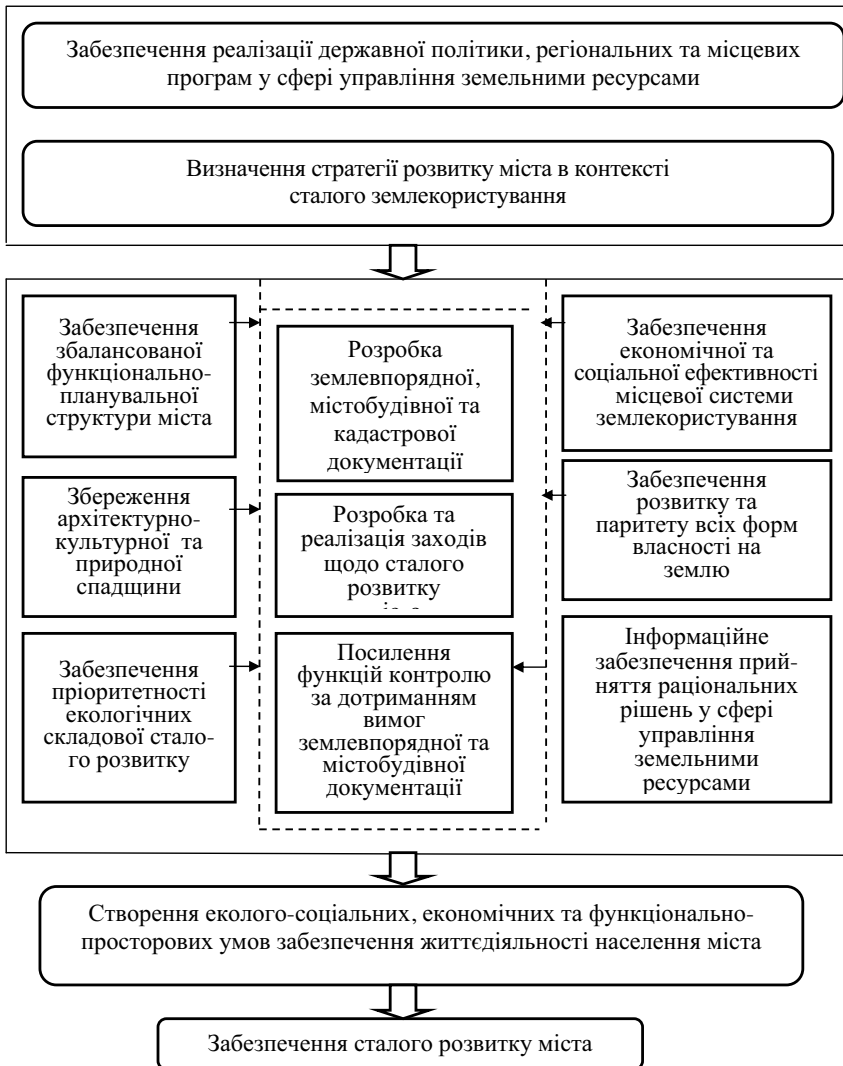 Забезпечення реалізації державної політики, регіональних та місцевих
програм у сфері управління земельними ресурсами
Визначення стратегії розвитку міста в контексті
сталого землекористування
Забезпечення
збалансованої
функціонально-
планувальної
структури міста
Збереження
архітектурно-
культурної та
природної
спадщини
Забезпечення
пріоритетності
екологічних
складової стало-
го розвитку
Розробка
землевпорядної,
містобудівної та
кадастрової
документації
Розробка та
реалізація заходів
щодо сталого
розвитку
Посилення
функцій контролю
за дотриманням
вимог
землевпорядної та
містобудівної
документації
Забезпечення
економічної та
соціальної ефективності
місцевої системи
землекористування
Забезпечення
розвитку та
паритету всіх форм
власності на
землю
Інформаційне
забезпечення прий-
няття раціональних
рішень у сфері
управління
земельними
ресурсами
Створення еколого-соціальних, економічних та функціонально-
просторових умов забезпечення життєдіяльності населення міста
Забезпечення сталого розвитку міста